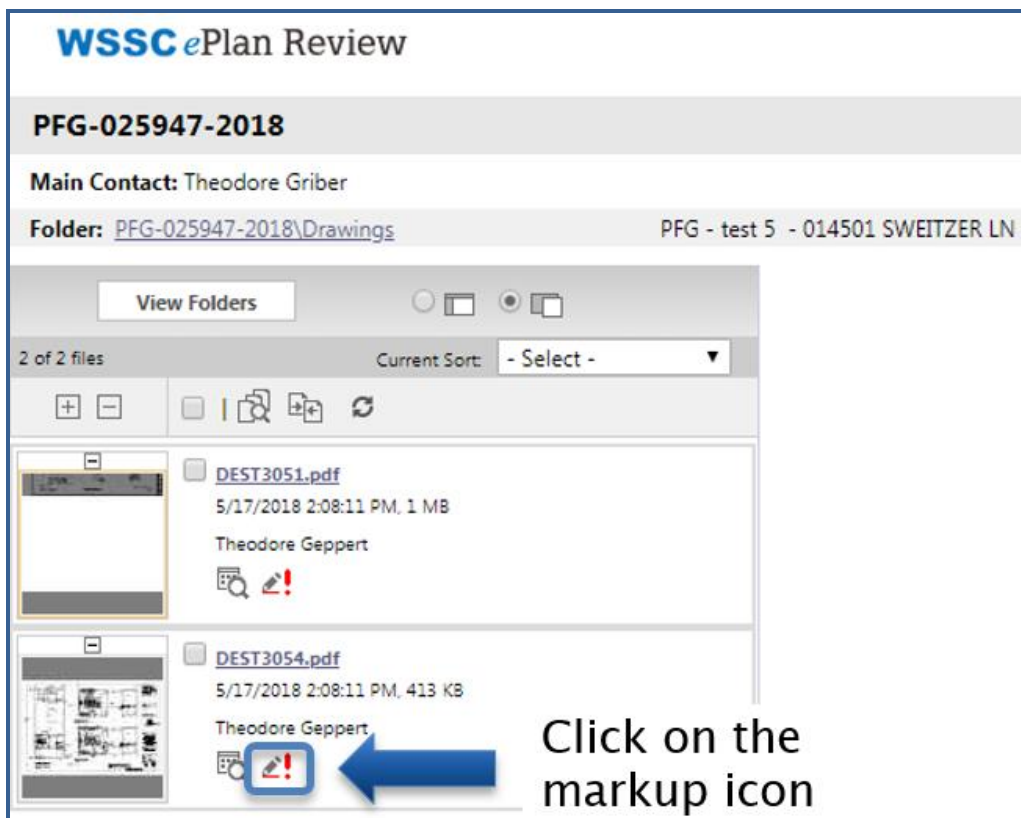 WSSC ePlan Review
PFG-025947-2018
Main Contact: Theodore Griber
Folder: PFG-025947-2018\Drawings PFG - test 5 - 014501 SWEITZER LN
View Folders
2 of 2 files Current Sort: - Select -
DEST3051.pdf
5/17/2018 2:08:11 PM, 1 MB
Theodore Geppert
DEST3054.pdf
5/17/2018 2:08:11 PM, 413 KB
Theodore Geppert
Click on the
markup icon